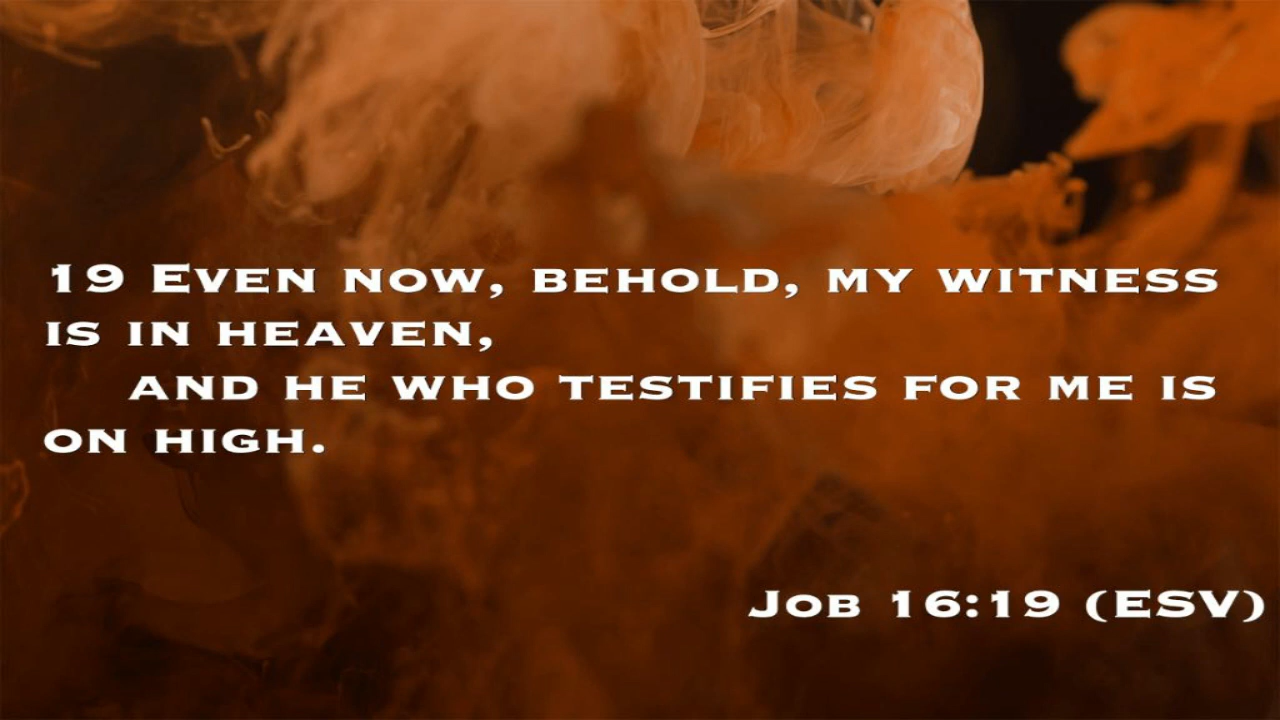 19 Even now, behold, my witness
is in heaven,
and he who testifies for me is
on high.
Job 16:19 (ESV)